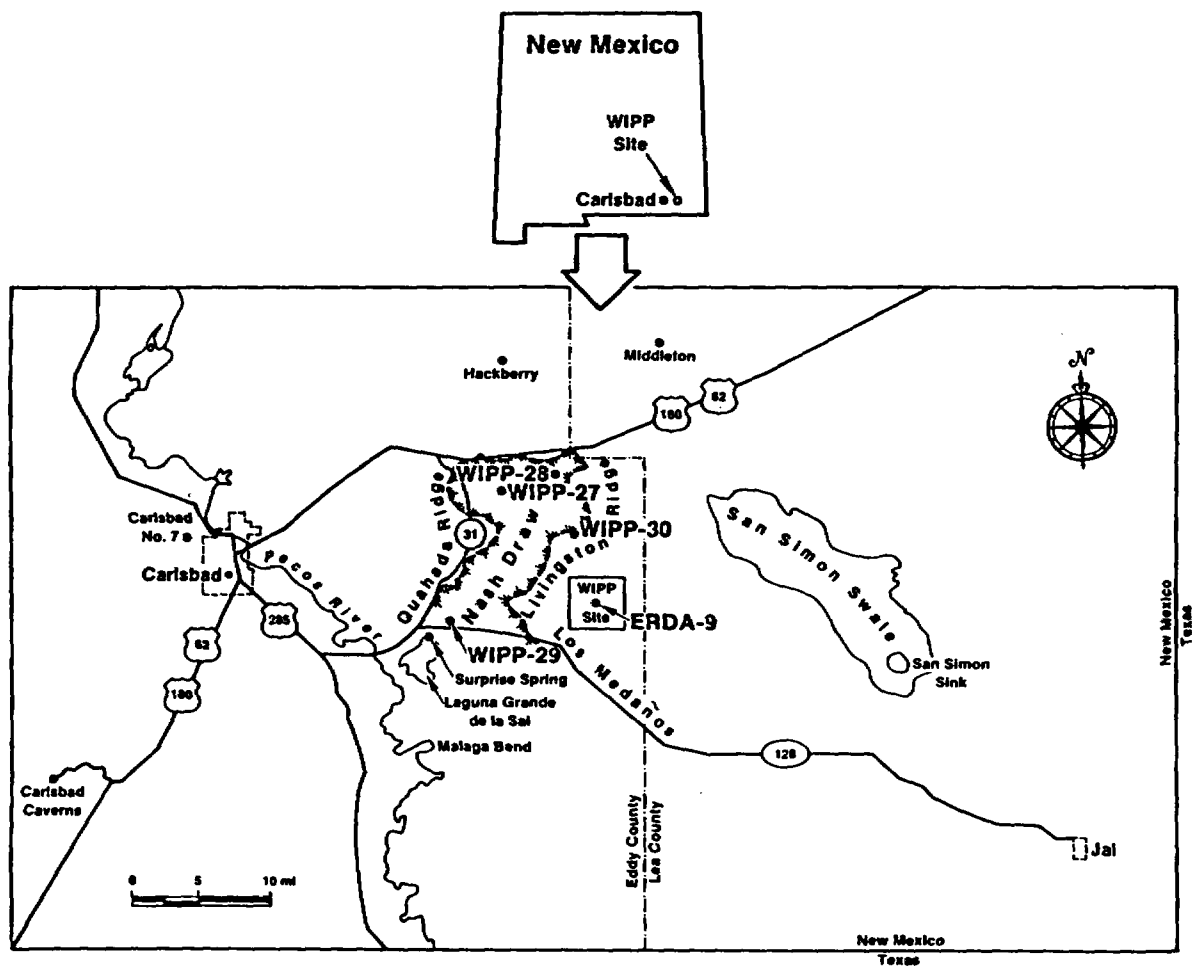 New Mexico
WIPP
Site
Carlsbad
N
Middleton
Hackberry
62
180
WIPP-28
WIPP-27
WIPP-30
Quahada Ridge
31
Nash Draw
Livingston Ridge
San Simon Swale
Carlsbad
No. 7
Carlsbad
Pecos River
WIPP
Site
ERDA-9
285
62
180
WIPP-29
Surprise Spring
Laguna Grande
de la Sal
Los Medaños
San Simon
Sink
New Mexico
Texas
Malaga Bend
128
Carlsbad
Caverns
Eddy County
Lea County
Jal
0 5 10 mi
New Mexico
Texas